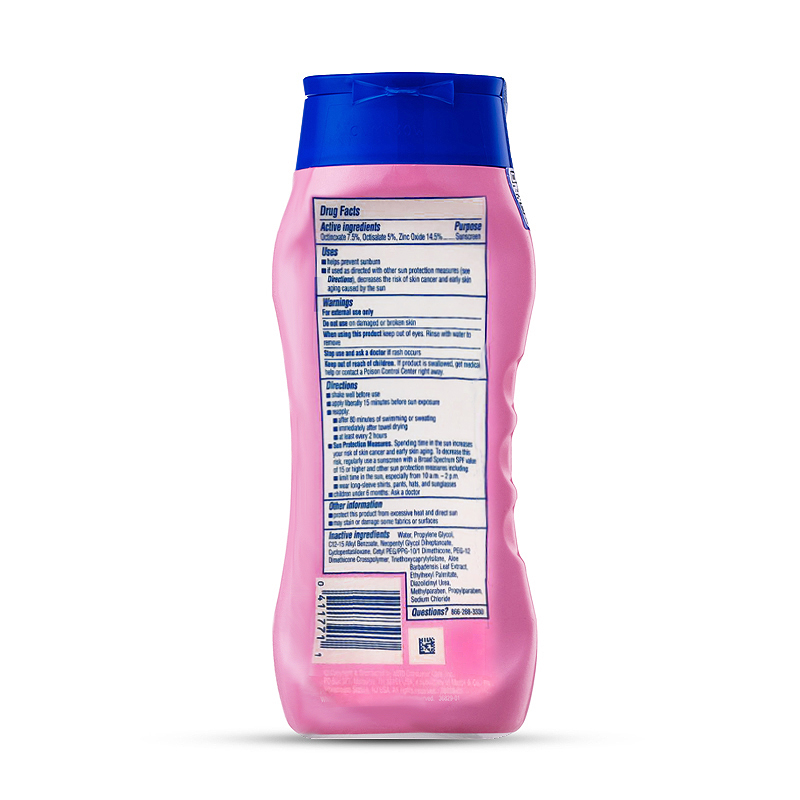 Drug Facts
Active ingredients Purpose
Octinoxate 7.5%, Octisalate 5%, Zinc Oxide 14.5%...... Sunscreen
Uses
■ helps prevent sunburn
■ if used as directed with other sun protection measures (see
Directions), decreases the risk of skin cancer and early skin
aging caused by the sun
Warnings
For external use only
Do not use on damaged or broken skin
When using this product keep out of eyes. Rinse with water to
remove
Stop use and ask a doctor if rash occurs
Keep out of reach of children. If product is swallowed, get medical
help or contact a Poison Control Center right away.
Directions
■ shake well before use
■ apply liberally 15 minutes before sun exposure
■ reapply:
■ after 80 minutes of swimming or sweating
■ immediately after towel drying
■ at least every 2 hours
■ Sun Protection Measures. Spending time in the sun increases
your risk of skin cancer and early skin aging. To decrease this
risk, regularly use a sunscreen with a Broad Spectrum SPF value
of 15 or higher and other sun protection measures including
■ limit time in the sun, especially from 10 a.m. – 2 p.m.
■ wear long-sleeve shirts, pants, hats, and sunglasses
■ children under 6 months: Ask a doctor
Other information
■ protect this product from excessive heat and direct sun
■ may stain or damage some fabrics or surfaces
Inactive ingredients Water, Propylene Glycol,
C12-15 Alkyl Benzoate, Neopentyl Glycol Diheptanoate,
Cyclopentasiloxane, Cetyl PEG/PPG-10/1 Dimethicone, PEG-12
Dimethicone Crosspolymer, Triethoxycaprylylsilane, Aloe
Barbadensis Leaf Extract,
Ethylhexyl Palmitate,
Diazolidinyl Urea,
Methylparaben, Propylparaben,
Sodium Chloride
Questions? 866-288-3330
0 41177 1 1